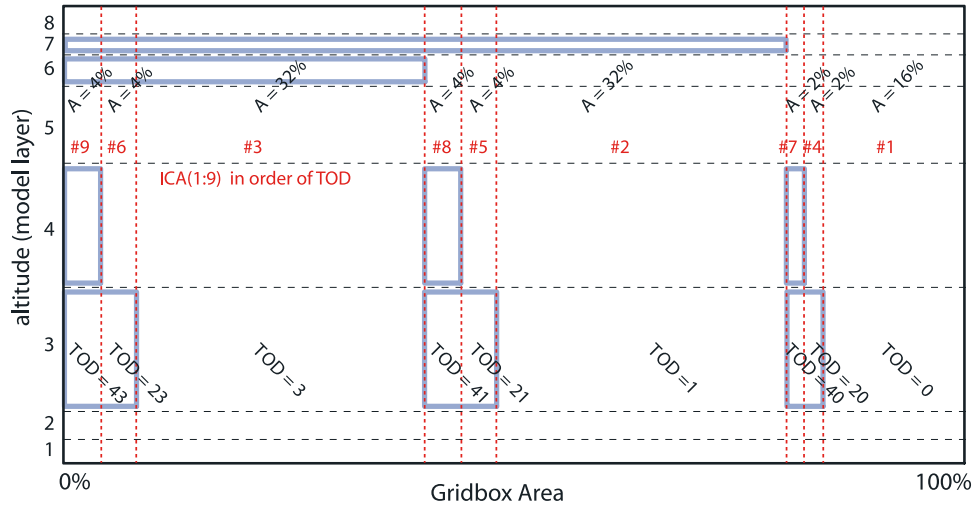 8
7
6
A = 4%
A = 4%
A = 32%
A = 4%
A = 4%
A = 32%
A = 2%
A = 2%
A = 16%
5
#9
#6
#3
#8
#5
#2
#7
#4
#1
ICA(1:9) in order of TOD
4
altitude (model layer)
3
TOD = 43
TOD = 23
TOD = 3
TOD = 41
TOD = 21
TOD =1
TOD = 40
TOD = 20
TOD = 0
2
1
0%
Gridbox Area
100%